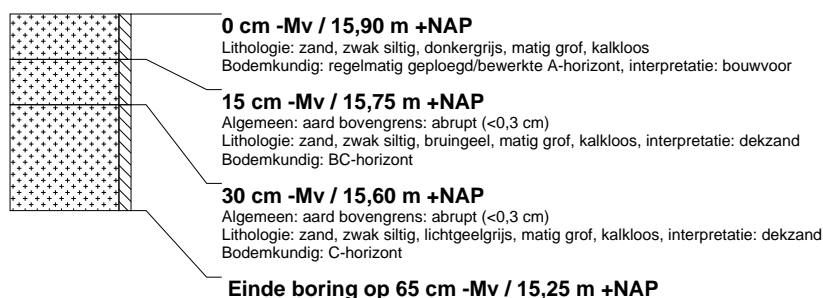 0 cm -Mv / 15,90 m +NAP
Lithologie: zand, zwak siltig, donkergrijs, matig grof, kalkloos
Bodemkundig: regelmatig geploegd/bewerkte A-horizont, interpretatie: bouwvoor
15 cm -Mv / 15,75 m +NAP
Algemeen: aard bovengrens: abrupt (<0,3 cm)
Lithologie: zand, zwak siltig, bruingeel, matig grof, kalkloos, interpretatie: dekzand
Bodemkundig: BC-horizont
30 cm -Mv / 15,60 m +NAP
Algemeen: aard bovengrens: abrupt (<0,3 cm)
Lithologie: zand, zwak siltig, lichtgeelgrijs, matig grof, kalkloos, interpretatie: dekzand
Bodemkundig: C-horizont
Einde boring op 65 cm -Mv / 15,25 m +NAP